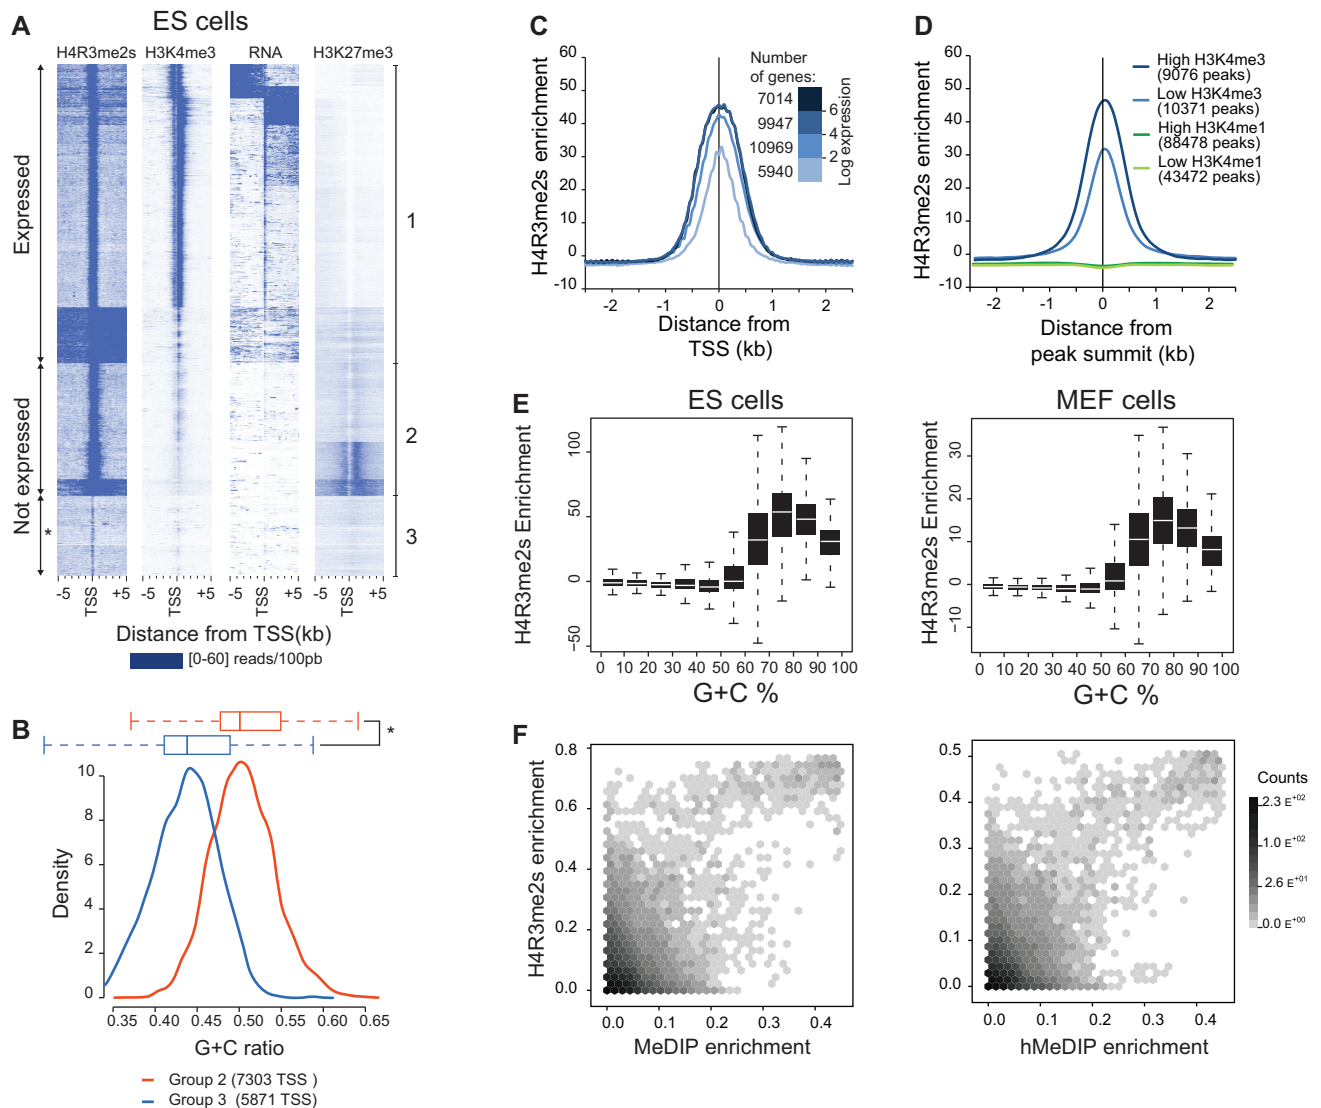 A
ES cells
H4R3me2s H3K4me3 RNA H3K27me3
Expressed
Not expressed
*
1
2
3
-5 TSS +5 -5 TSS +5 -5 TSS +5 -5 TSS +5
Distance from TSS(kb)
[0-60] reads/100pb
B
*
Density
10
8
6
4
2
0
0.35 0.40 0.45 0.50 0.55 0.60 0.65
G+C ratio
Group 2 (7303 TSS )
Group 3 (5871 TSS)
C
H4R3me2s enrichment
60
50
40
30
20
10
0
-10
-2 -1 0 1 2
Distance from
TSS (kb)
Number
of genes:
7014
9947
10969
5940
6
4
2
Log expression
D
H4R3me2s enrichment
60
50
40
30
20
10
0
-10
-2 -1 0 1 2
Distance from
peak summit (kb)
High H3K4me3
(9076 peaks)
Low H3K4me3
(10371 peaks)
High H3K4me1
(88478 peaks)
Low H3K4me1
(43472 peaks)
E
ES cells
H4R3me2s Enrichment
100
50
0
−50
0 10 20 30 40 50 60 70 80 90 100
G+C %
MEF cells
H4R3me2s Enrichment
30
20
10
0
−10
0 10 20 30 40 50 60 70 80 90 100
G+C %
F
H4R3me2s enrichment
0.8
0.6
0.4
0.2
0.0
0.0 0.1 0.2 0.3 0.4
MeDIP enrichment
0.5
0.4
0.3
0.2
0.1
0.0
0.0 0.1 0.2 0.3 0.4
hMeDIP enrichment
Counts
2.3 E+02
1.0 E+02
2.6 E+01
0.0 E+00